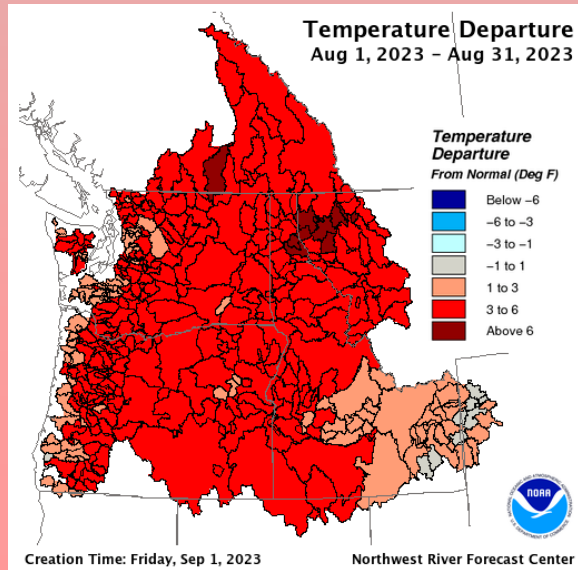 Temperature Departure
Aug 1, 2023 - Aug 31, 2023
Temperature
Departure
From Normal (Deg F)
Below -6
-6 to -3
-3 to -1
-1 to 1
1 to 3
3 to 6
Above 6
NOAA
Creation Time: Friday, Sep 1, 2023
Northwest River Forecast Center